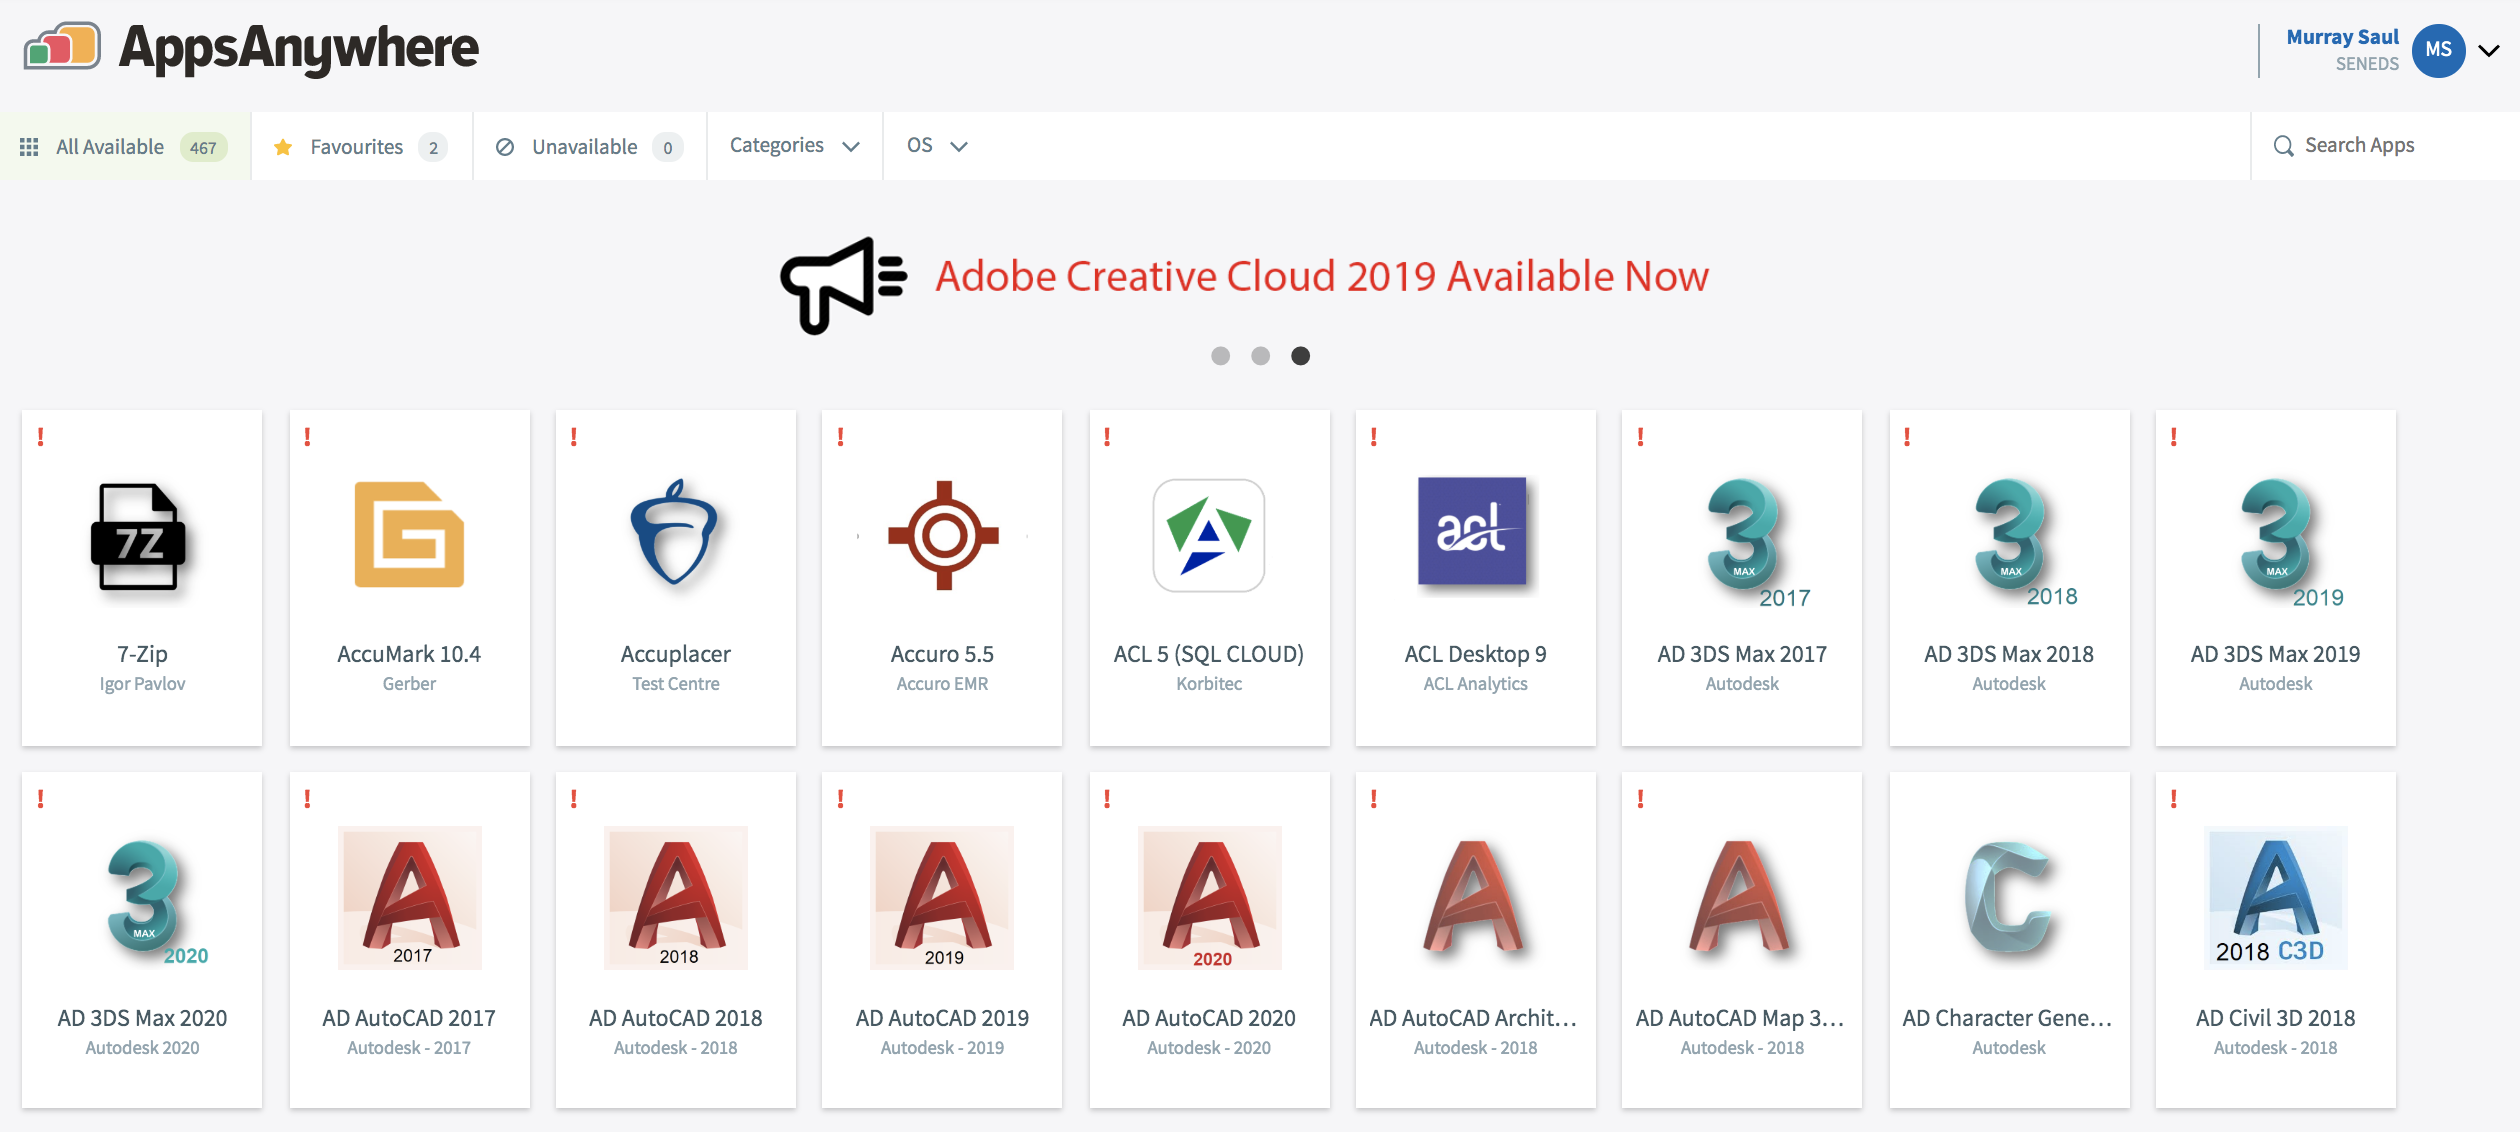 AppsAnywhere
Murray Saul
SENEDS
MS
All Available 467
Favourites 2
Unavailable 0
Categories
OS
Search Apps
Adobe Creative Cloud 2019 Available Now
! ! ! ! ! ! ! ! !
7Z
acl
MAX 2017
MAX 2018
MAX 2019
7-Zip
Igor Pavlov
AccuMark 10.4
Gerber
Accuplacer
Test Centre
Accuro 5.5
Accuro EMR
ACL 5 (SQL CLOUD)
Korbitec
ACL Desktop 9
ACL Analytics
AD 3DS Max 2017
Autodesk
AD 3DS Max 2018
Autodesk
AD 3DS Max 2019
Autodesk
! ! ! ! ! ! ! !
3 MAX 2020
2017
2018
2019
2020
2018 C3D
AD 3DS Max 2020
Autodesk 2020
AD AutoCAD 2017
Autodesk - 2017
AD AutoCAD 2018
Autodesk - 2018
AD AutoCAD 2019
Autodesk - 2019
AD AutoCAD 2020
Autodesk - 2020
AD AutoCAD Archit...
Autodesk - 2018
AD AutoCAD Map 3...
Autodesk - 2018
AD Character Gene...
Autodesk
AD Civil 3D 2018
Autodesk - 2018